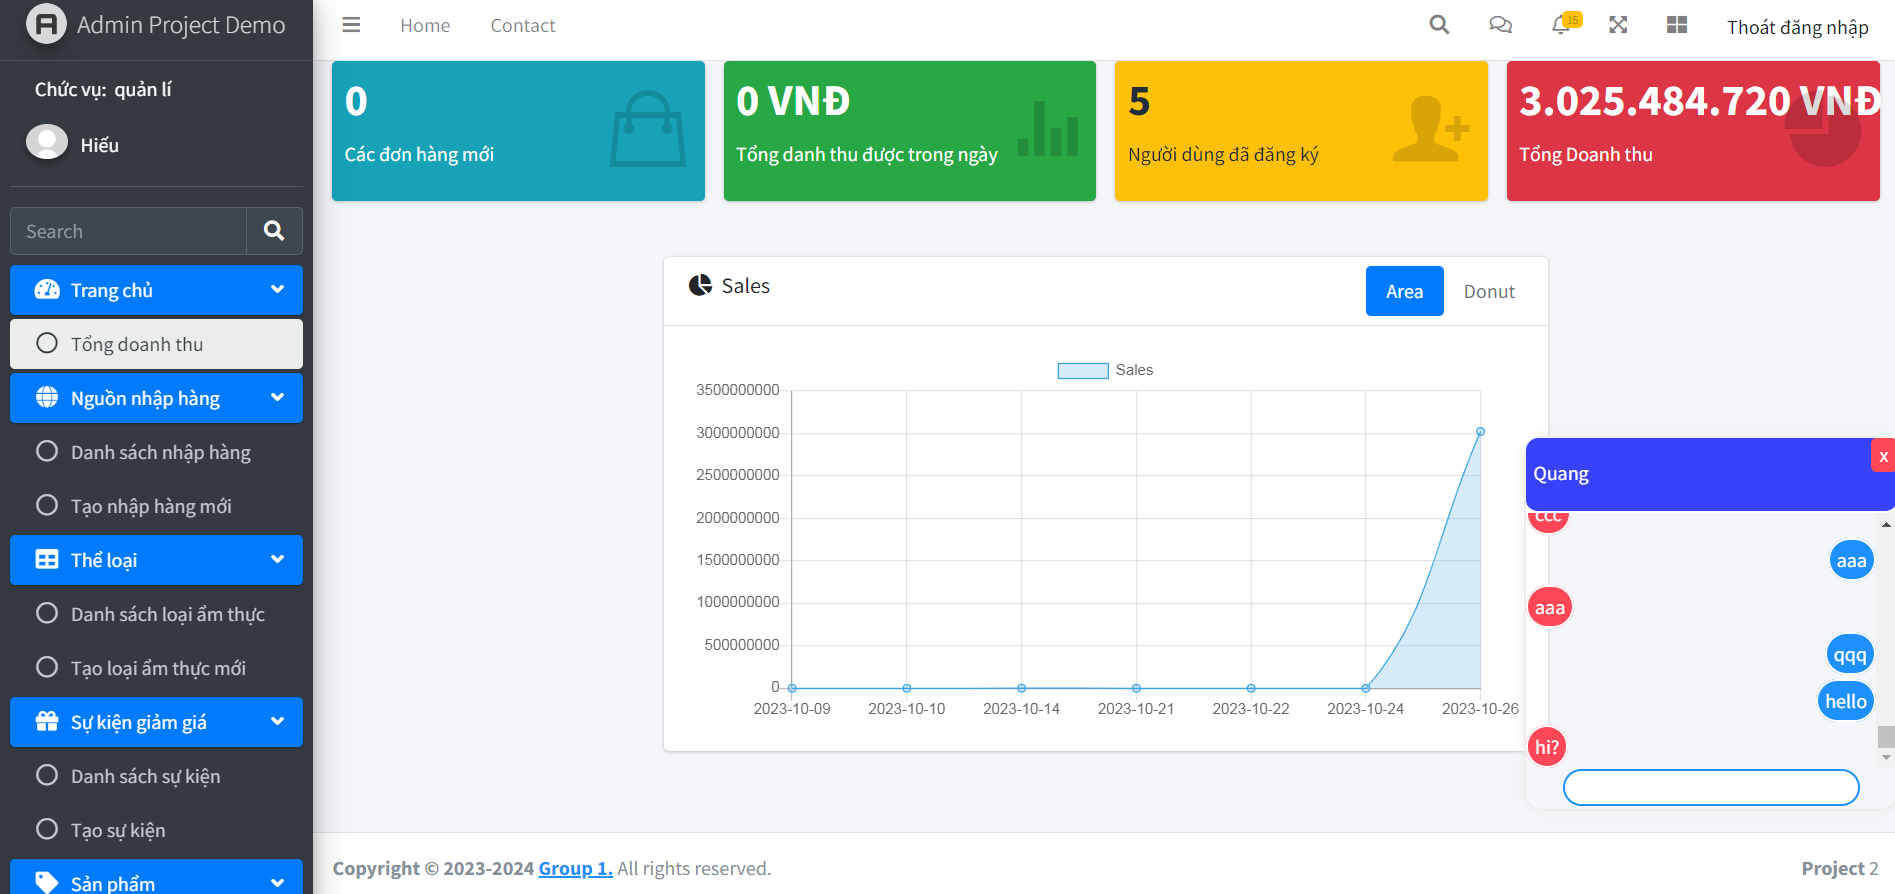 Admin Project Demo
Home
Contact
15
Thoát đăng nhập
Chức vụ: quản lí
Hiếu
Search
Trang chủ
Tổng doanh thu
Nguồn nhập hàng
Danh sách nhập hàng
Tạo nhập hàng mới
Thể loại
Danh sách loại ẩm thực
Tạo loại ẩm thực mới
Sự kiện giảm giá
Danh sách sự kiện
Tạo sự kiện
Sản phẩm
0
Các đơn hàng mới
0 VNĐ
Tổng danh thu được trong ngày
5
Người dùng đã đăng ký
3.025.484.720 VNĐ
Tổng Doanh thu
Sales
Area
Donut
Sales
3500000000
3000000000
2500000000
2000000000
1500000000
1000000000
500000000
0
2023-10-09
2023-10-10
2023-10-14
2023-10-21
2023-10-22
2023-10-24
2023-10-26
Quang
x
ccc
aaa
aaa
qqq
hello
hi?
Copyright © 2023-2024 Group 1. All rights reserved.
Project 2